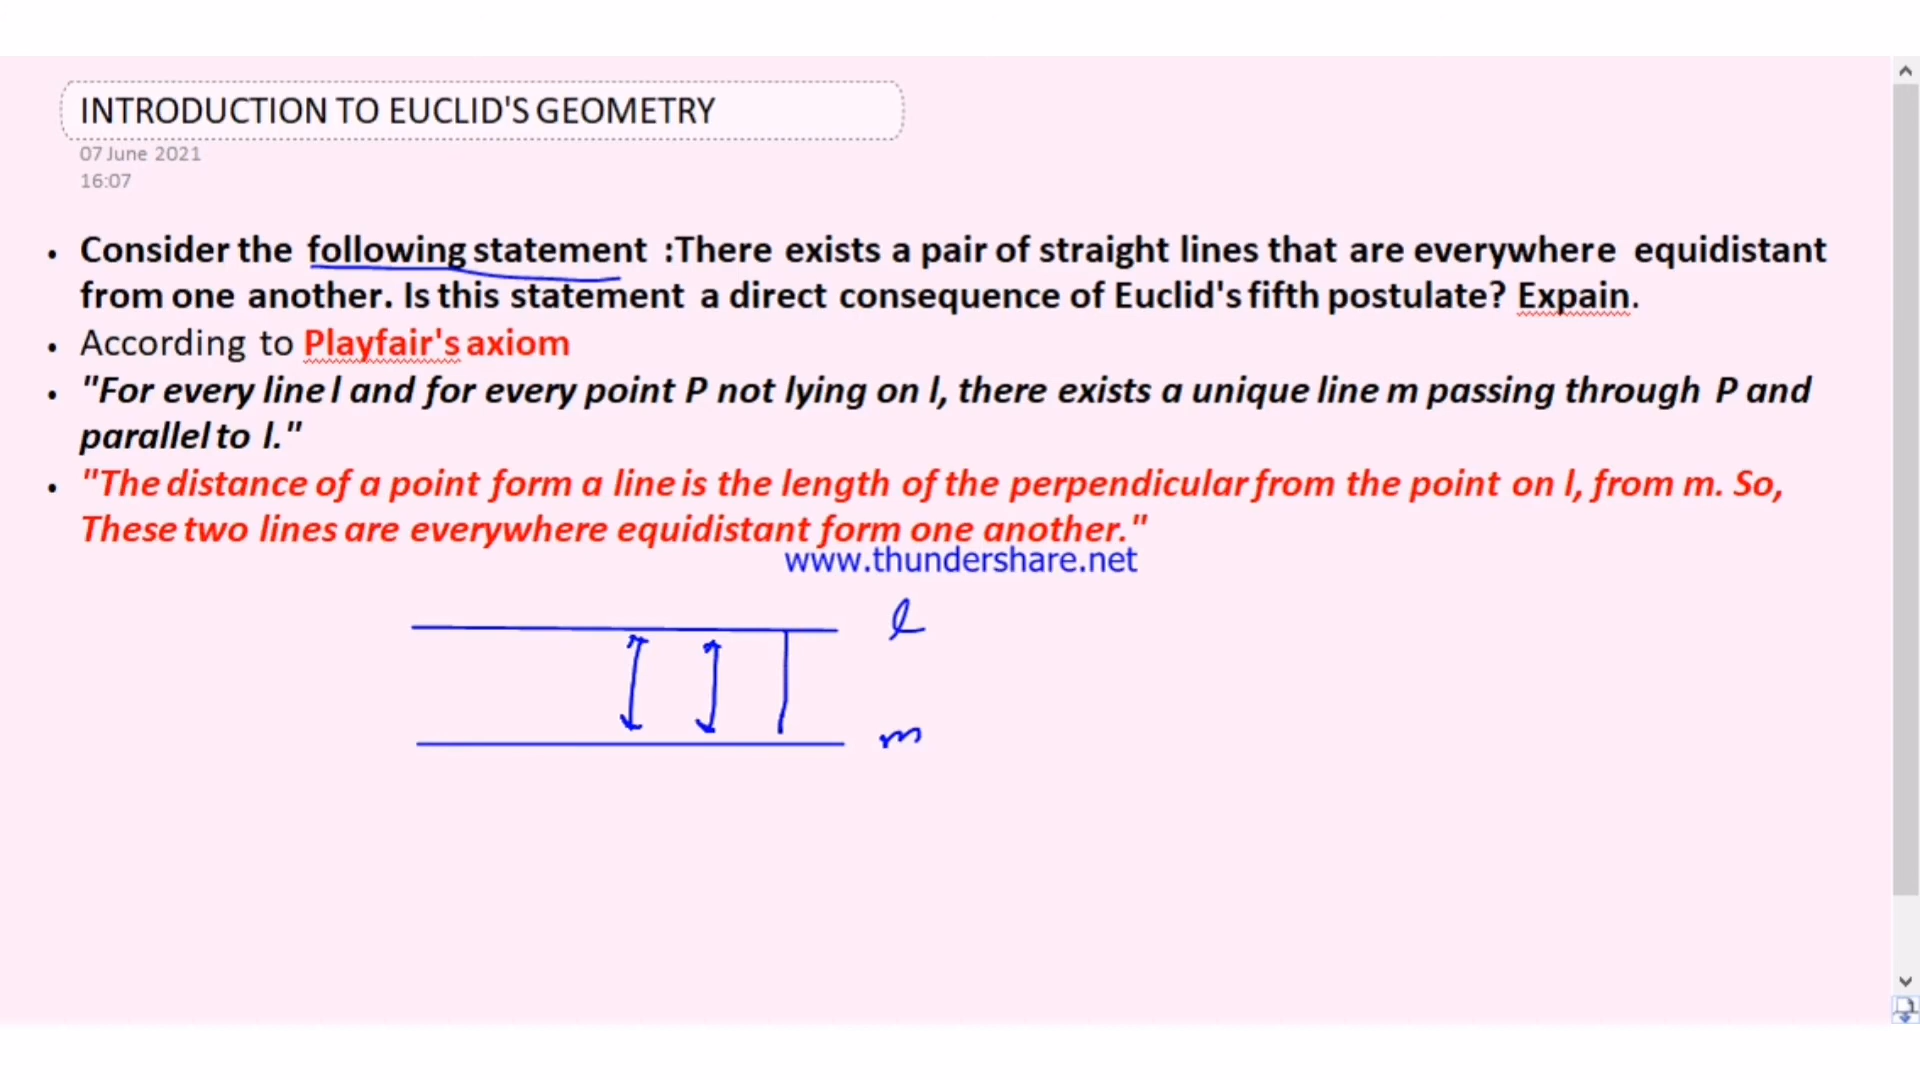 INTRODUCTION TO EUCLID'S GEOMETRY
07 June 2021
16:07
• Consider the following statement :There exists a pair of straight lines that are everywhere equidistant
from one another. Is this statement a direct consequence of Euclid's fifth postulate? Expain.
• According to Playfair's axiom
• "For every line l and for every point P not lying on l, there exists a unique line m passing through P and
parallel to l."
• "The distance of a point form a line is the length of the perpendicular from the point on l, from m. So,
These two lines are everywhere equidistant form one another."
www.thundershare.net
l
m